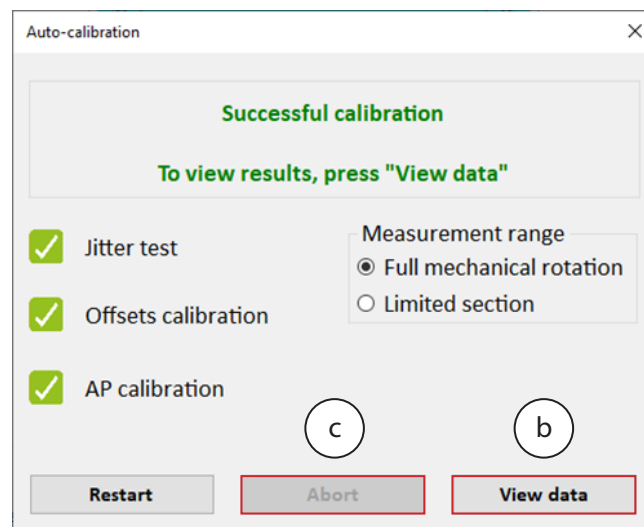 Auto-calibration
Successful calibration
To view results, press "View data"
Jitter test
Offsets calibration
AP calibration
Measurement range
Full mechanical rotation
Limited section
c
b
Restart
Abort
View data